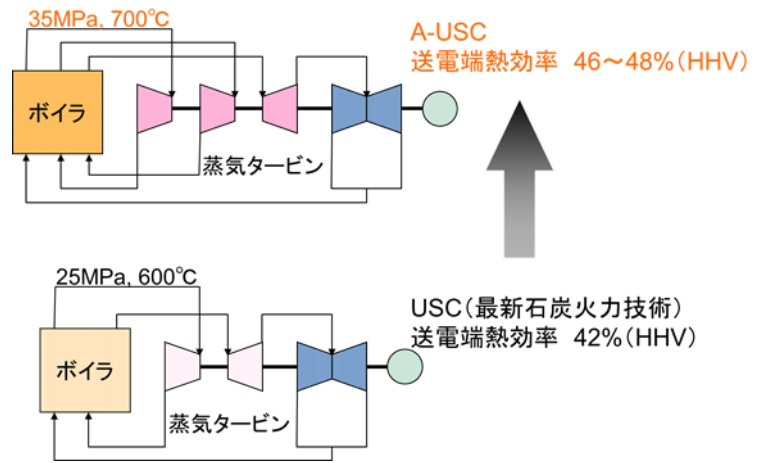 35MPa, 700℃
A-USC
送電端熱効率 46～48%(HHV)
ボイラ
蒸気タービン
25MPa, 600℃
USC(最新石炭火力技術)
送電端熱効率 42%(HHV)
ボイラ
蒸気タービン